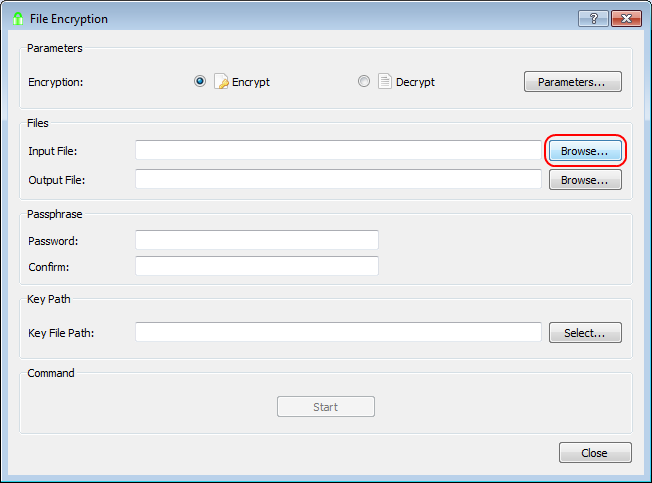 File Encryption
?
Parameters
Encryption: Encrypt Decrypt Parameters...
Files
Input File: Browse...
Output File: Browse...
Passphrase
Password:
Confirm:
Key Path
Key File Path: Select...
Command
Start
Close